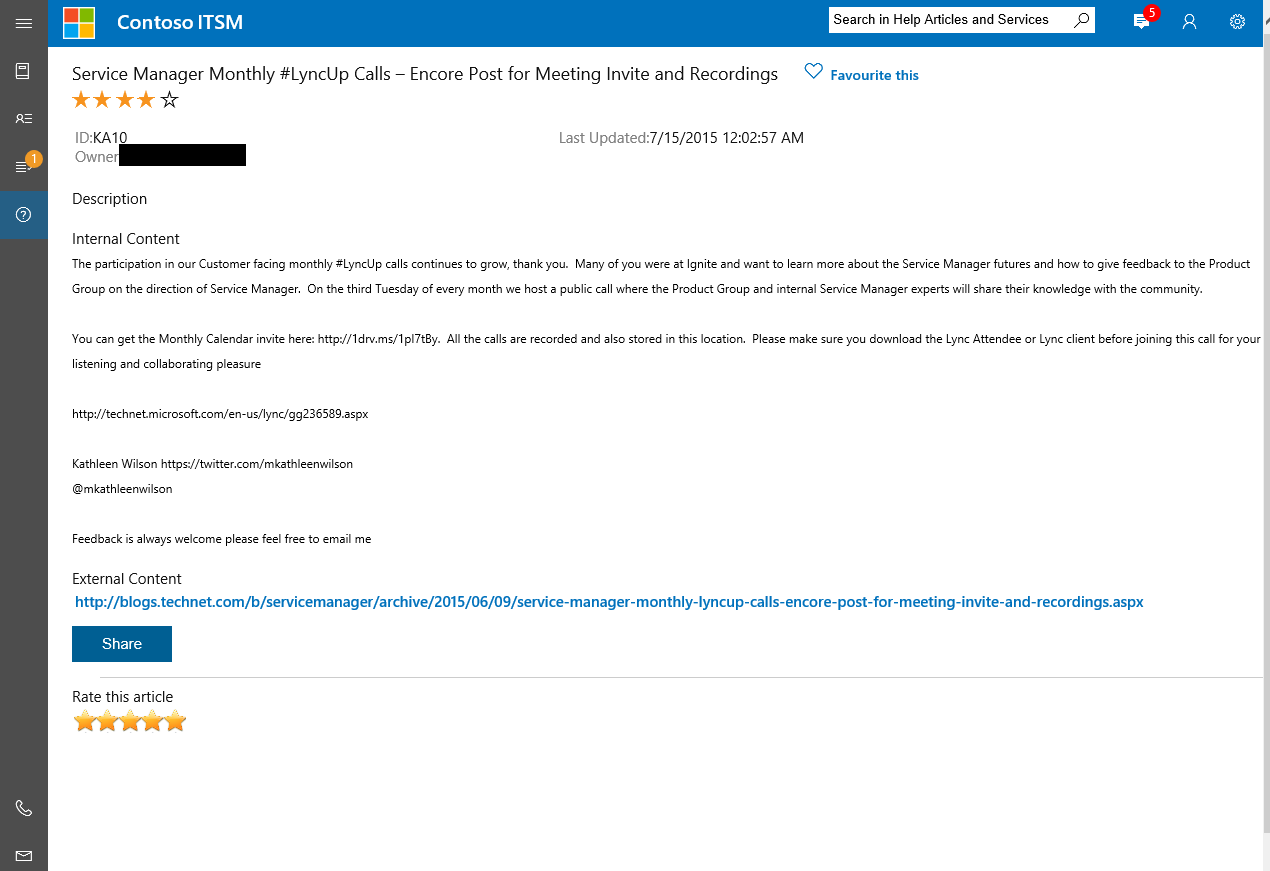 Contoso ITSM
Search in Help Articles and Services
5
Service Manager Monthly #LyncUp Calls – Encore Post for Meeting Invite and Recordings
Favourite this
ID:KA10
Last Updated:7/15/2015 12:02:57 AM
Owner
1
?
Description
Internal Content
The participation in our Customer facing monthly #LyncUp calls continues to grow, thank you.  Many of you were at Ignite and want to learn more about the Service Manager futures and how to give feedback to the Product
Group on the direction of Service Manager.  On the third Tuesday of every month we host a public call where the Product Group and internal Service Manager experts will share their knowledge with the community.
You can get the Monthly Calendar invite here: http://1drv.ms/1pI7tBy.  All the calls are recorded and also stored in this location.  Please make sure you download the Lync Attendee or Lync client before joining this call for your
listening and collaborating pleasure
http://technet.microsoft.com/en-us/lync/gg236589.aspx
Kathleen Wilson https://twitter.com/mkathleenwilson
@mkathleenwilson
Feedback is always welcome please feel free to email me
External Content
http://blogs.technet.com/b/servicemanager/archive/2015/06/09/service-manager-monthly-lyncup-calls-encore-post-for-meeting-invite-and-recordings.aspx
Share
Rate this article